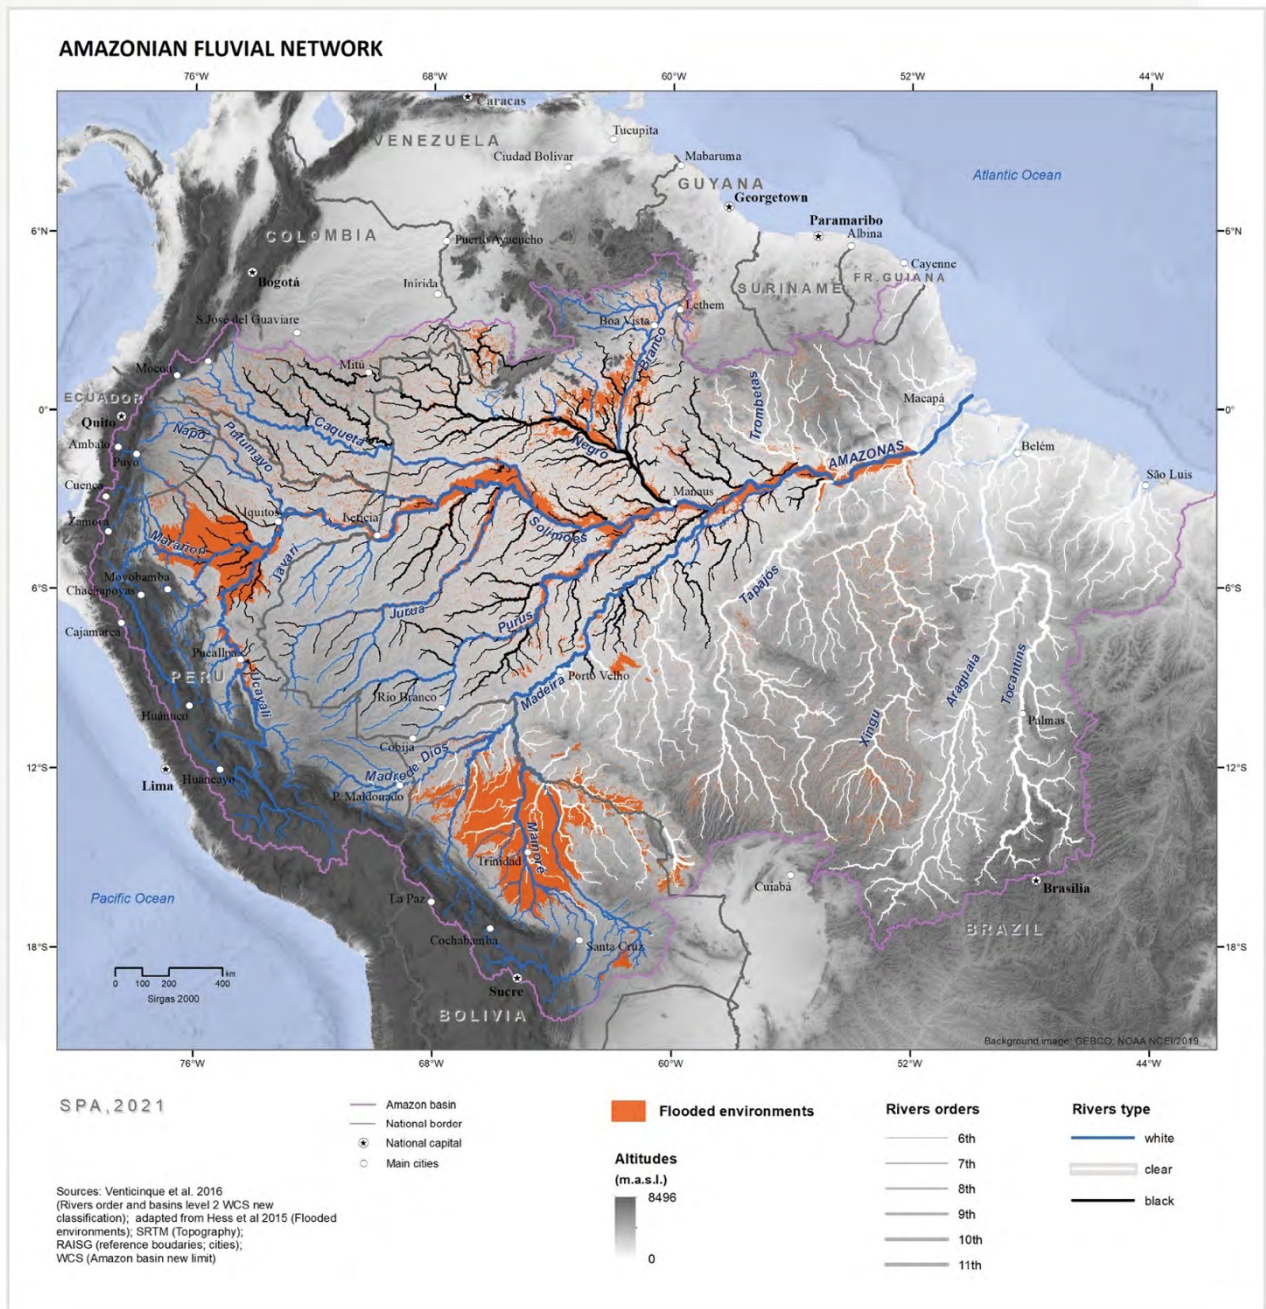 AMAZONIAN FLUVIAL NETWORK
76°W
68°W
60°W
52°W
44°W
Caracas
VENEZUELA
Tucupita
Ciudad Bolívar
Mabaruma
GUYANA
Georgetown
Atlantic Ocean
Paramaribo
Albina
6°N
COLOMBIA
Puerto Ayacucho
6°N
Cayenne
FR.GUIANA
Bogotá
Inírida
SURINAME
Lethem
S.José del Guaviare
Boa Vista
Branco
Mitú
Mocoa
Trombetas
ECUADOR
Macapá
0°
0°
Quito
Napo
Putumayo
Caquetá
Negro
AMAZONAS
Belém
Ambato
Puyo
São Luis
Cuenca
Manaus
Iquitos
Leticia
Zamora
Solimões
Marañon
Javari
Moyobamba
Tapajós
6°S
Chachapoyas
6°S
Juruá
Purus
Cajamarca
Pucallpa
PERU
Ucayali
Madeira
Porto Velho
Araguaia
Tocantins
Rio Branco
Huánuco
Xingu
Palmas
Cobija
12°S
Madre de Dios
12°S
Lima
Huancayo
P. Maldonado
Mamoré
Trinidad
Cuiabá
Brasilia
Pacific Ocean
La Paz
BRAZIL
Cochabamba
Santa Cruz
18°S
18°S
km
0 100 200 400
Sirgas 2000
Sucre
BOLIVIA
Background image: GEBCO; NOAA NCEI/2019
76°W
68°W
60°W
52°W
44°W
SPA,2021
Amazon basin
National border
National capital
Main cities
Flooded environments
Altitudes
(m.a.s.l.)
8496
0
Rivers orders
6th
7th
8th
9th
10th
11th
Rivers type
white
clear
black
Sources: Venticinque et al. 2016
(Rivers order and basins level 2 WCS new
classification); adapted from Hess et al 2015 (Flooded
environments); SRTM (Topography);
RAISG (reference boudaries; cities);
WCS (Amazon basin new limit)